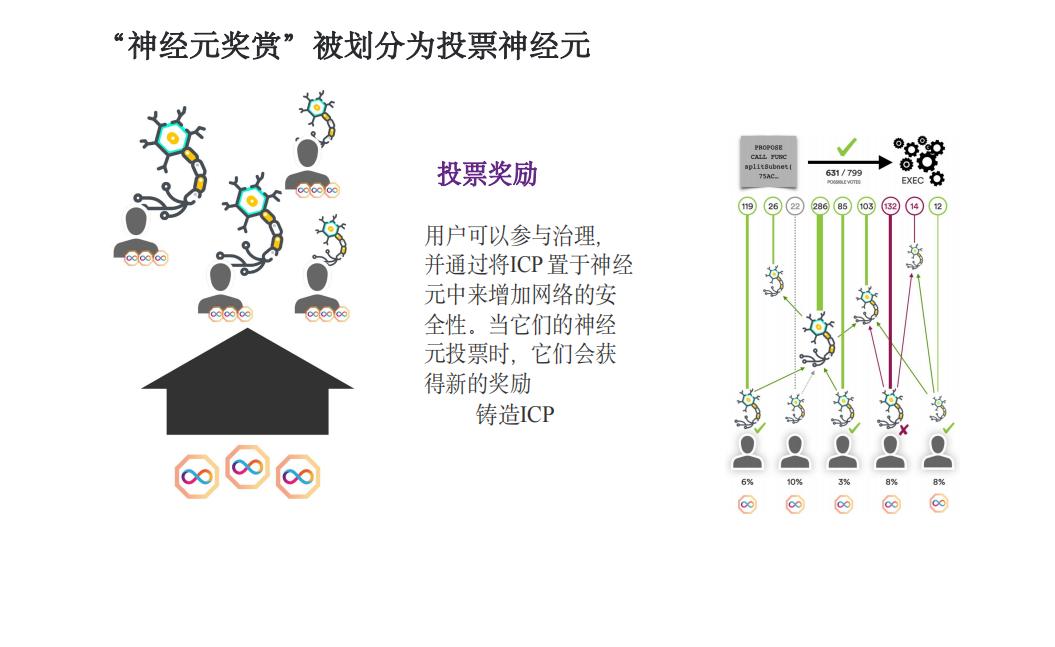 “神经元奖赏”被划分为投票神经元
投票奖励
用户可以参与治理,
并通过将ICP 置于神经
元中来增加网络的安
全性。当它们的神经
元投票时,它们会获
得新的奖励
铸造ICP
PROPOSE
CALL FUNC
splitSubnet(
75AC…
631 / 799
POSSIBLE VOTES
EXEC
119 26 22 286 85 103 132 14 12
6% 10% 3% 8% 8%